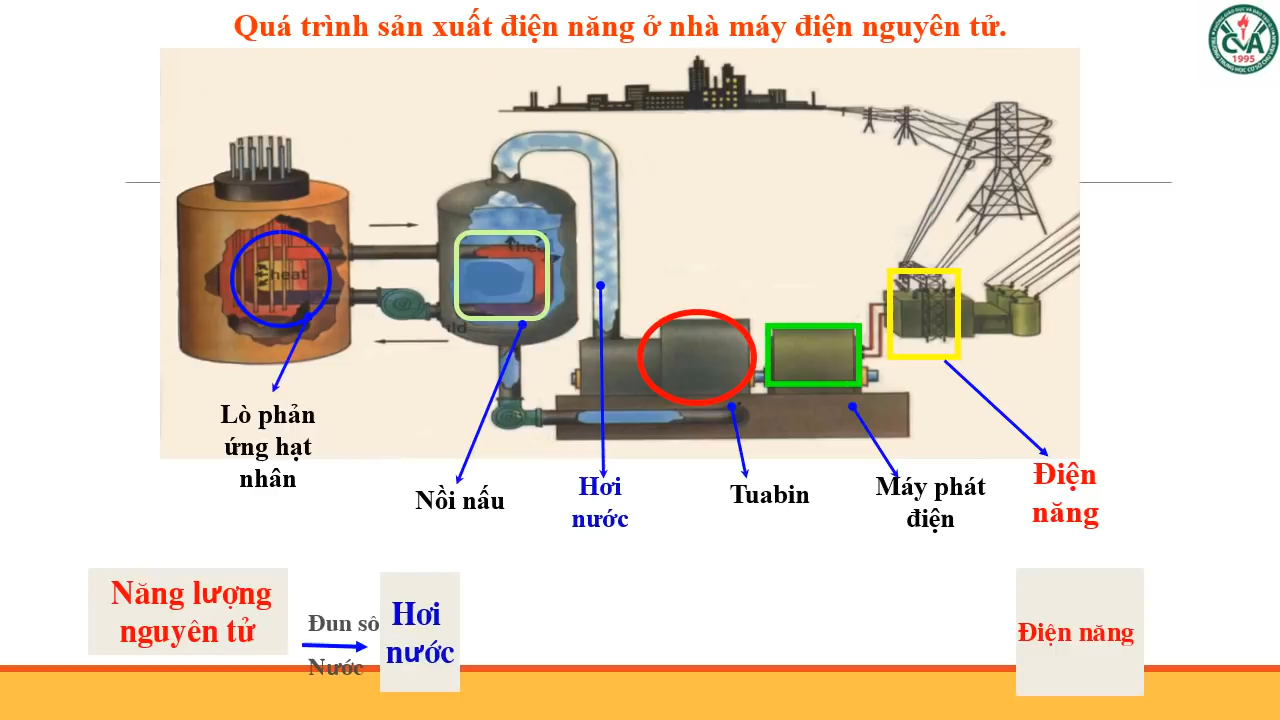 Quá trình sản xuất điện năng ở nhà máy điện nguyên tử.
CVA
1995
heat
Lò phản
ứng hạt
nhân
Nồi nấu
Hơi
nước
Tuabin
Máy phát
điện
Điện
năng
Năng lượng
nguyên tử
Đun sô
Nước
Hơi
nước
Điện năng